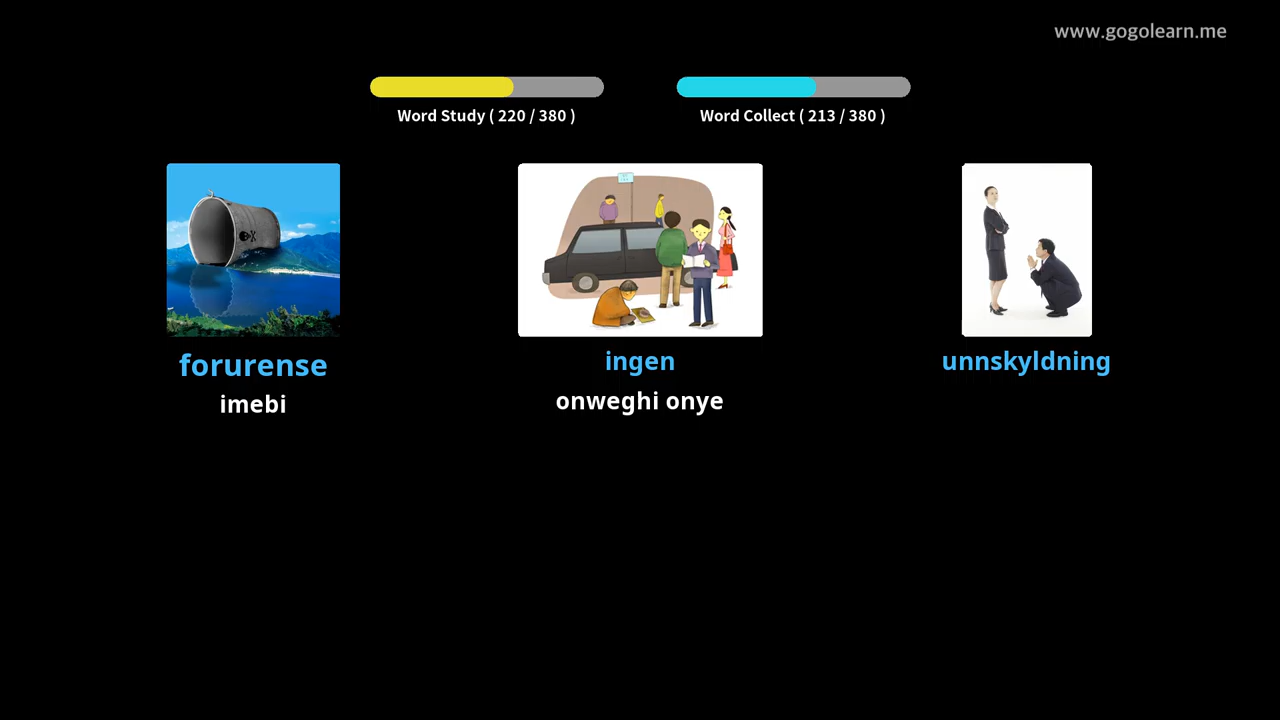 www.gogolearn.me
Word Study ( 220 / 380 )
Word Collect ( 213 / 380 )
forurense
imebi
ingen
onweghi onye
unnskyldning